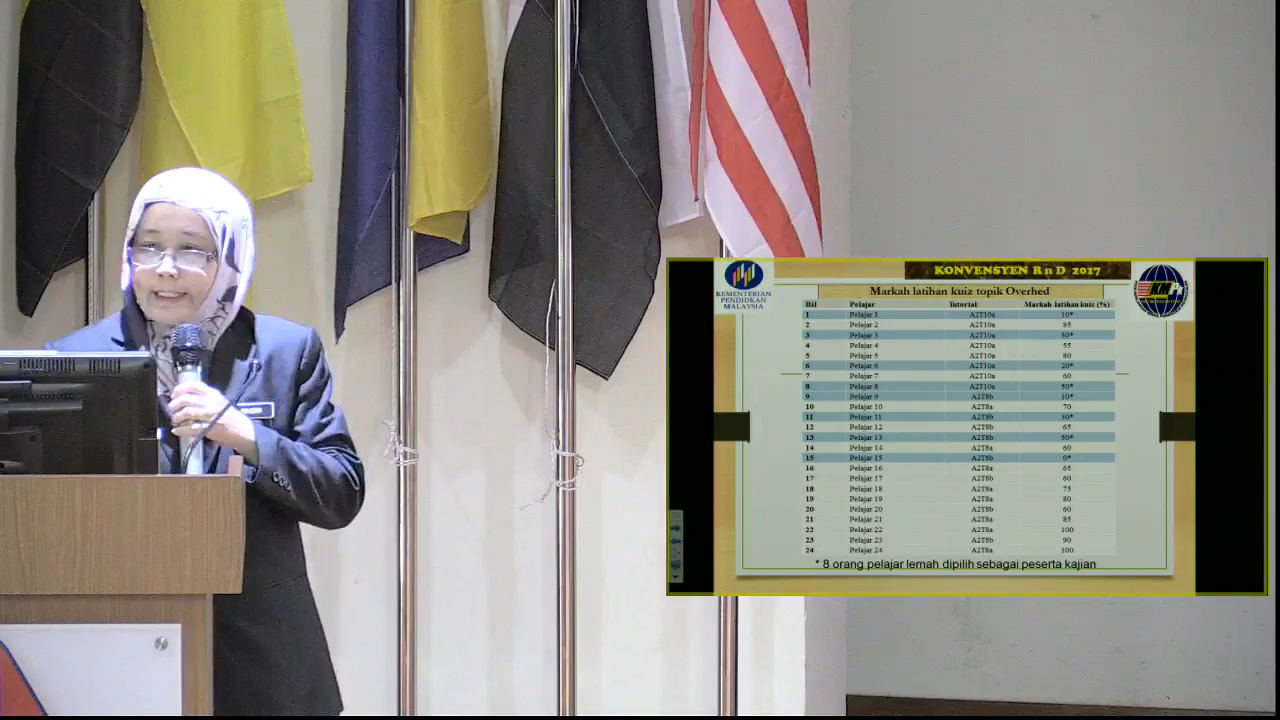 KONVENSYEN R n D 2017
KEMENTERIAN
PENDIDIKAN
MALAYSIA
Markah latihan kuiz topik Overhed
Bil Pelajar Tutorial Markah latihan kuiz (%)
1 Pelajar 1 A2T10a 10*
2 Pelajar 2 A2T10a 85
3 Pelajar 3 A2T10a 50*
4 Pelajar 4 A2T10a 55
5 Pelajar 5 A2T10a 80
6 Pelajar 6 A2T10a 20*
7 Pelajar 7 A2T10a 60
8 Pelajar 8 A2T10a 50*
9 Pelajar 9 A2T8b 10*
10 Pelajar 10 A2T8a 70
11 Pelajar 11 A2T8b 30*
12 Pelajar 12 A2T8b 65
13 Pelajar 13 A2T8b 50*
14 Pelajar 14 A2T8a 60
15 Pelajar 15 A2T8b 0*
16 Pelajar 16 A2T8a 65
17 Pelajar 17 A2T8b 60
18 Pelajar 18 A2T8a 75
19 Pelajar 19 A2T8a 80
20 Pelajar 20 A2T8b 60
21 Pelajar 21 A2T8a 85
22 Pelajar 22 A2T8a 100
23 Pelajar 23 A2T8b 90
24 Pelajar 24 A2T8a 100
* 8 orang pelajar lemah dipilih sebagai peserta kajian